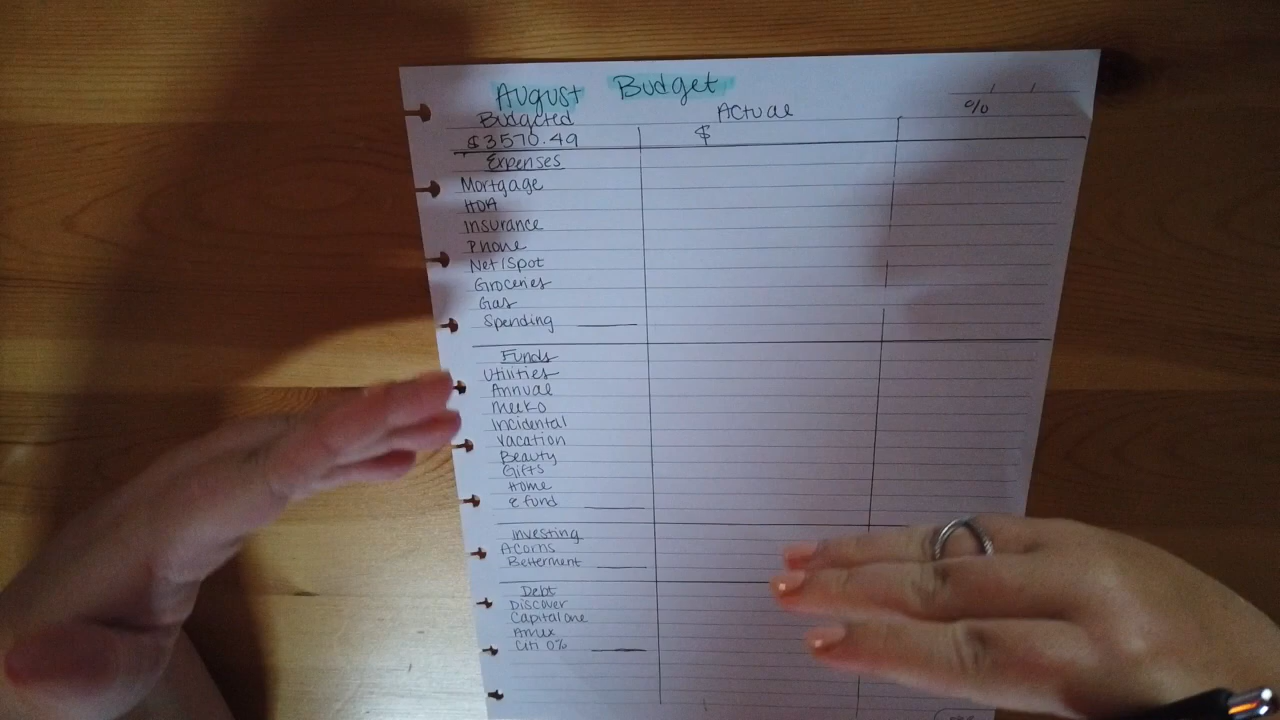 August Budget
Budgeted Actual %
$3570.49 $
Expenses
Mortgage
HOA
Insurance
Phone
Net/Spot
Groceries
Gas
Spending
Funds
Utilities
Annual
Meeko
Incidental
Vacation
Beauty
Gifts
Home
e fund
Investing
Acorns
Betterment
Debt
Discover
Capital one
Amex
Citi 0%